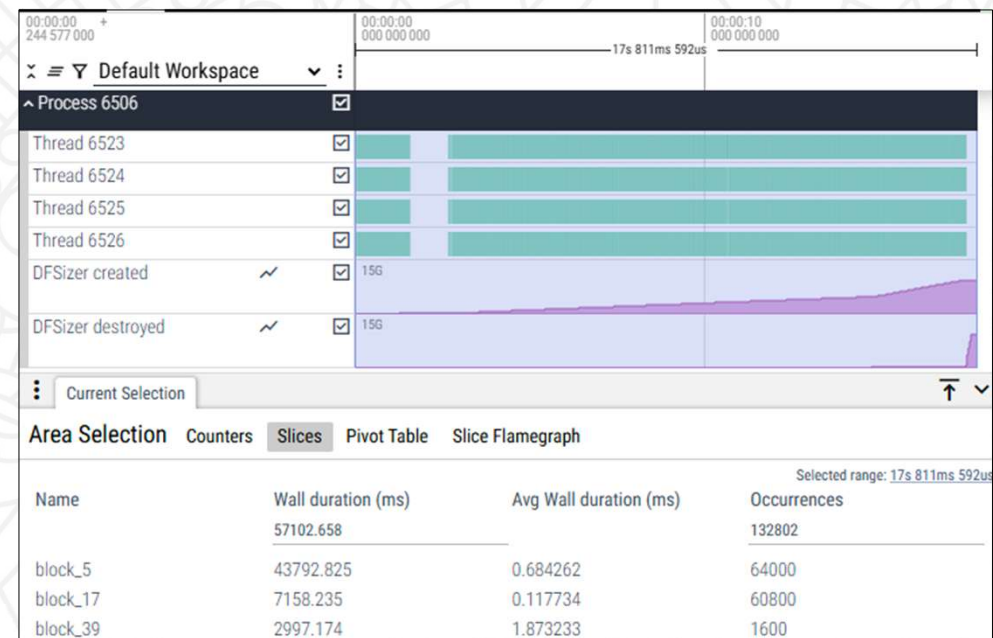 00:00:00 + 00:00:00 00:00:10
244 577 000 000 000 000 000 000 000
17s 811ms 592us
Default Workspace
Process 6506
Thread 6523
Thread 6524
Thread 6525
Thread 6526
DFSizer created 15G
DFSizer destroyed 15G
Current Selection
Area Selection Counters Slices Pivot Table Slice Flamegraph
Selected range: 17s 811ms 592us
Name Wall duration (ms) Avg Wall duration (ms) Occurrences
57102.658 132802
block_5 43792.825 0.684262 64000
block_17 7158.235 0.117734 60800
block_39 2997.174 1.873233 1600